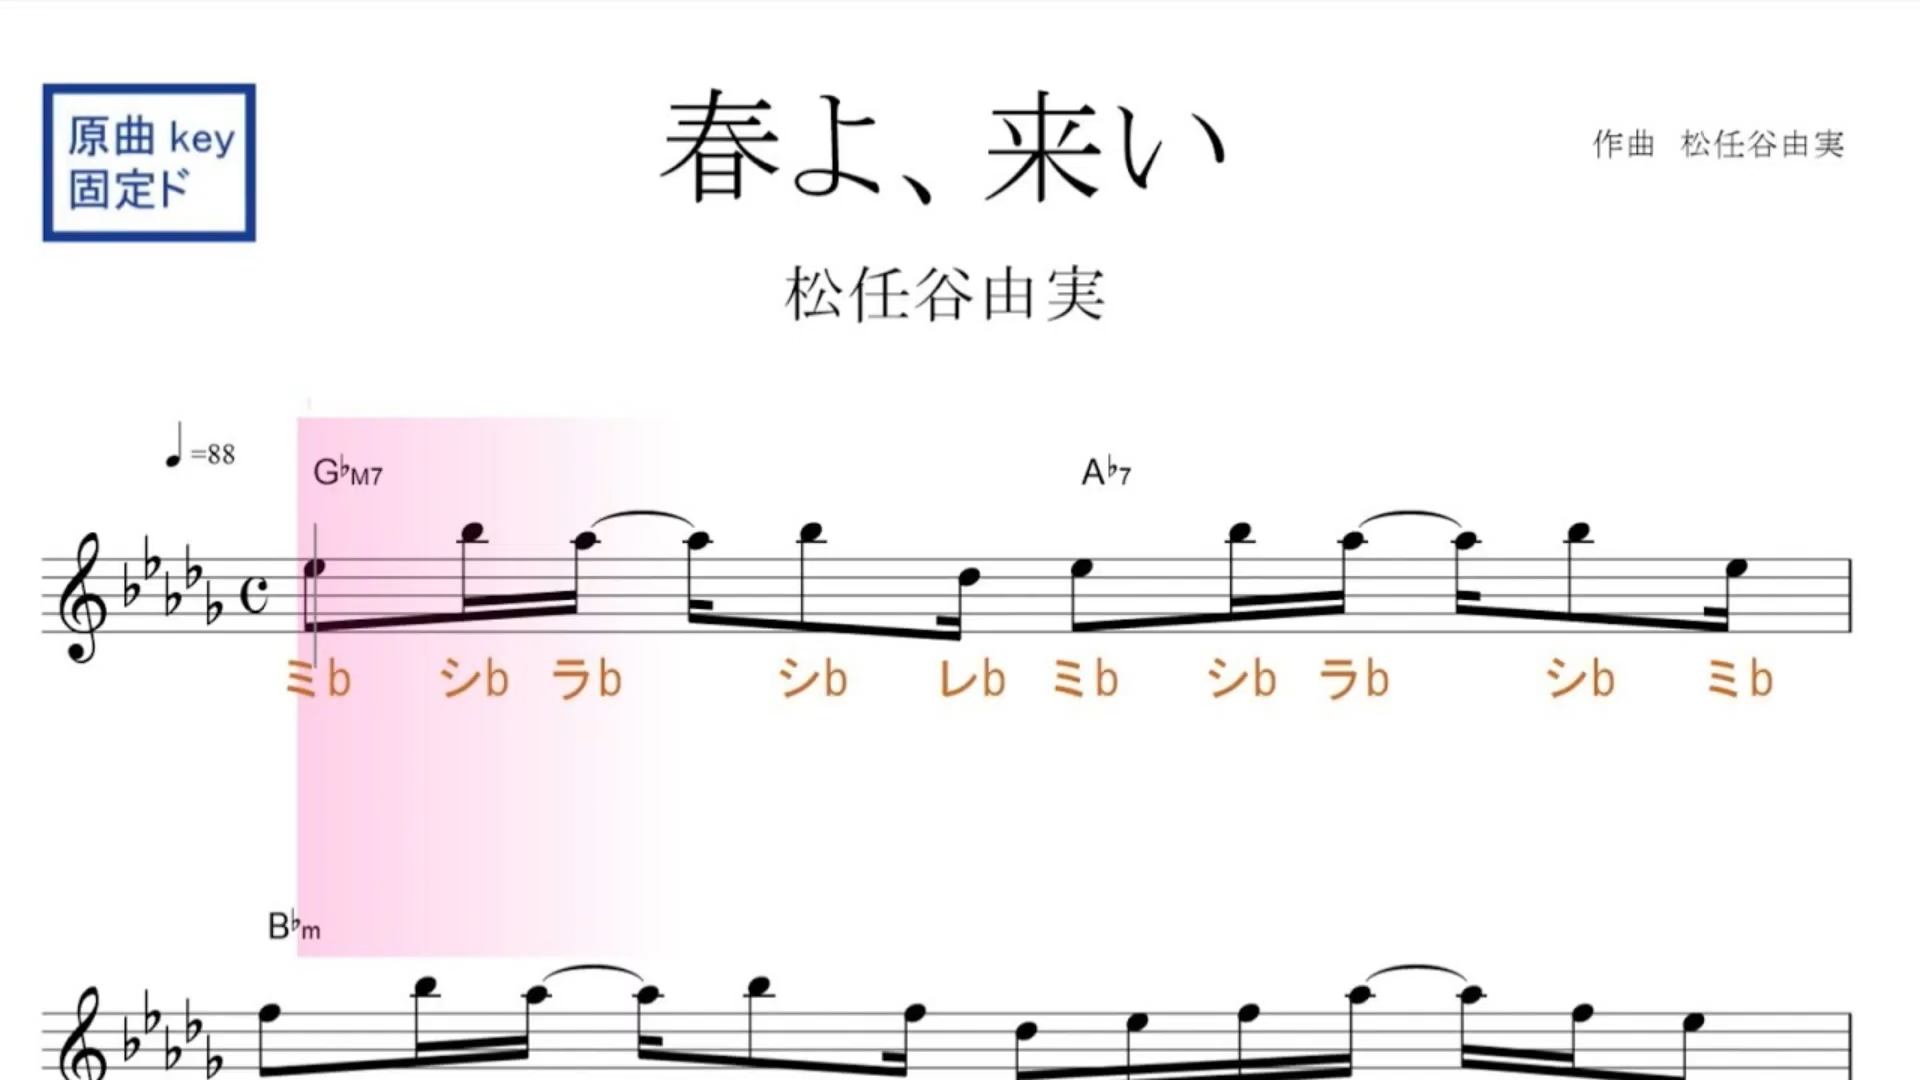 原曲 key
固定ド
春よ、来い
作曲 松任谷由実
松任谷由実
=88
G♭M7 A♭7
ミb シb ラb シb レb ミb シb ラb シb ミb
B♭m